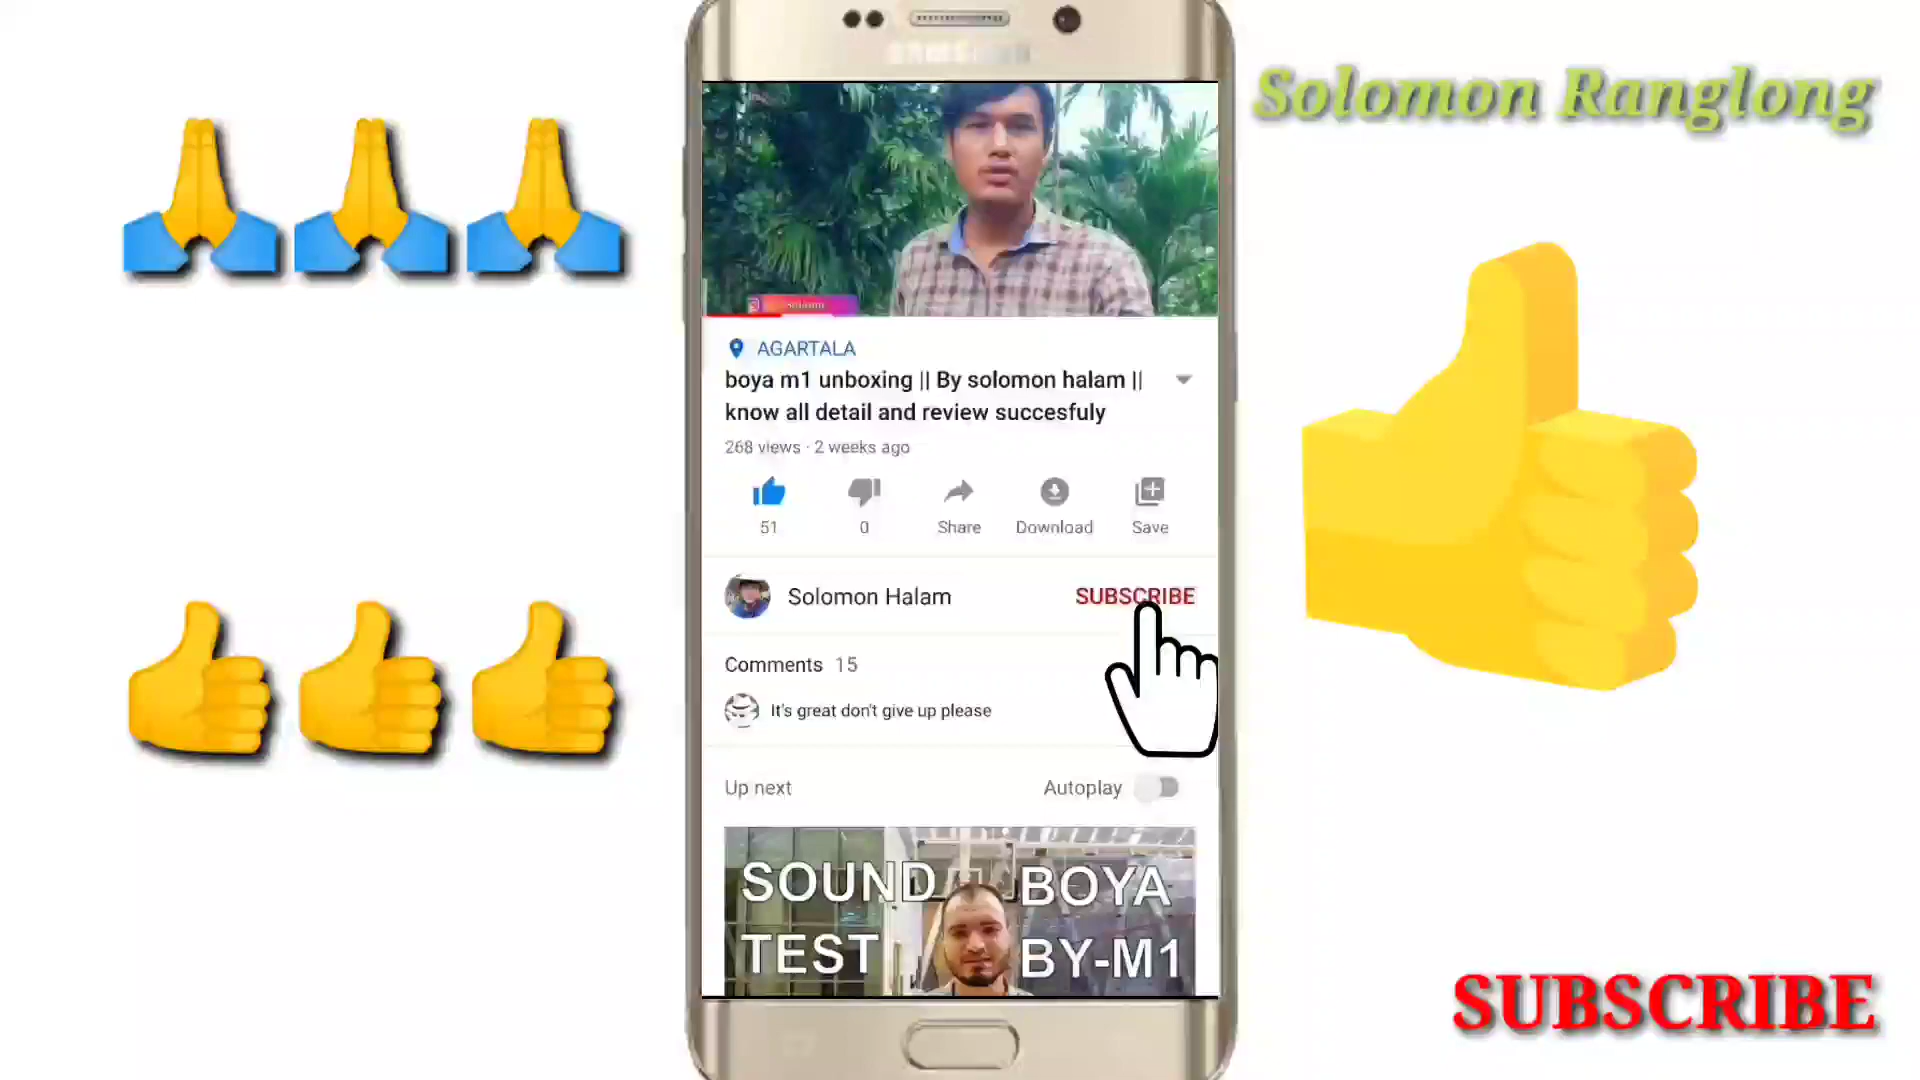 SAMSUNG
Solomon Ranglong
AGARTALA
boya m1 unboxing || By solomon halam ||
know all detail and review succesfuly
268 views · 2 weeks ago
51
0
Share
Download
Save
Solomon Halam
SUBSCRIBE
Comments 15
It's great don't give up please
Up next
Autoplay
SOUND BOYA
TEST BY-M1
SUBSCRIBE